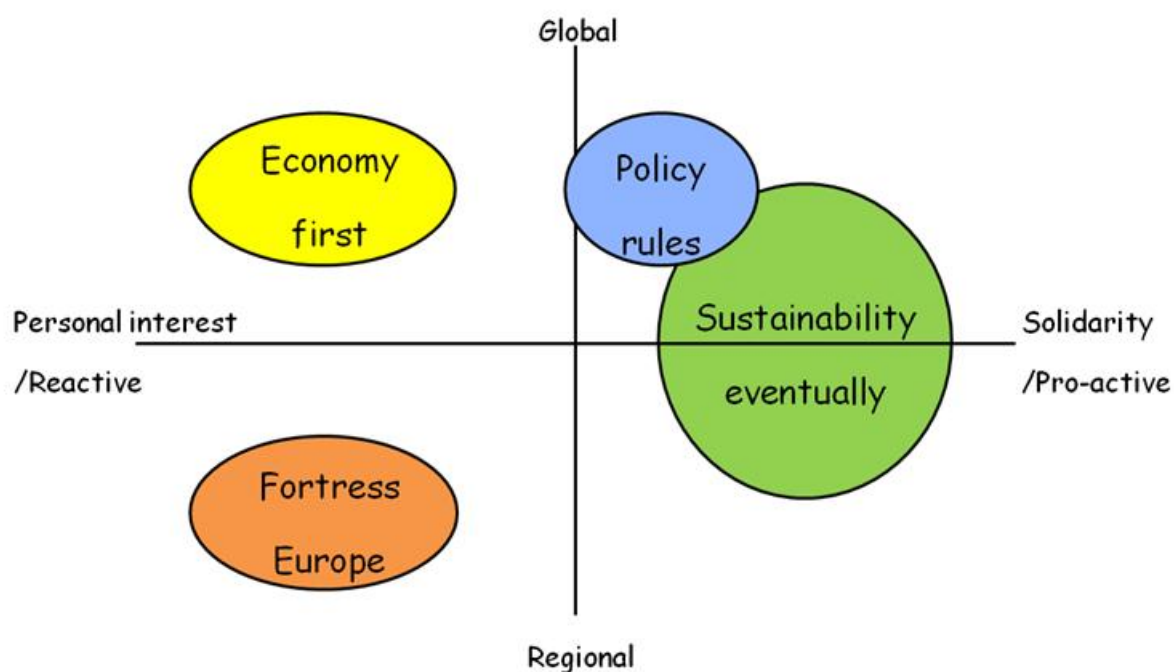 Global
Economy
first
Policy
rules
Personal interest
/Reactive
Sustainability
eventually
Solidarity
/Pro-active
Fortress
Europe
Regional